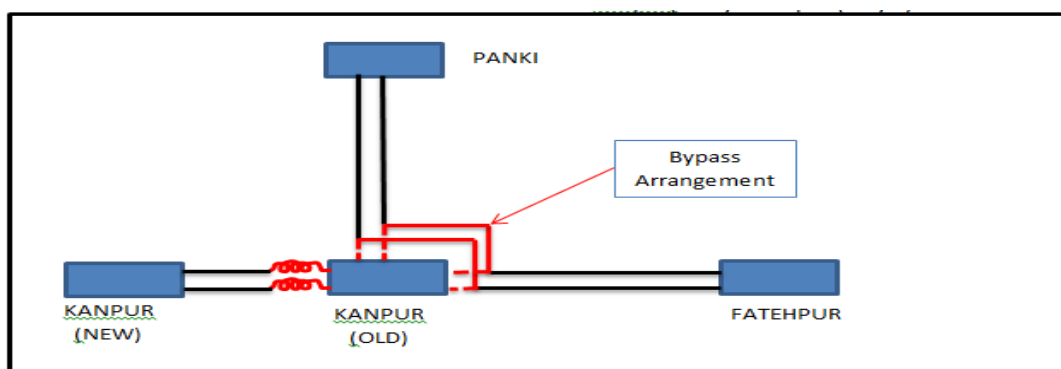 PANKI
Bypass
Arrangement
KANPUR
(NEW)
KANPUR
(OLD)
FATEHPUR